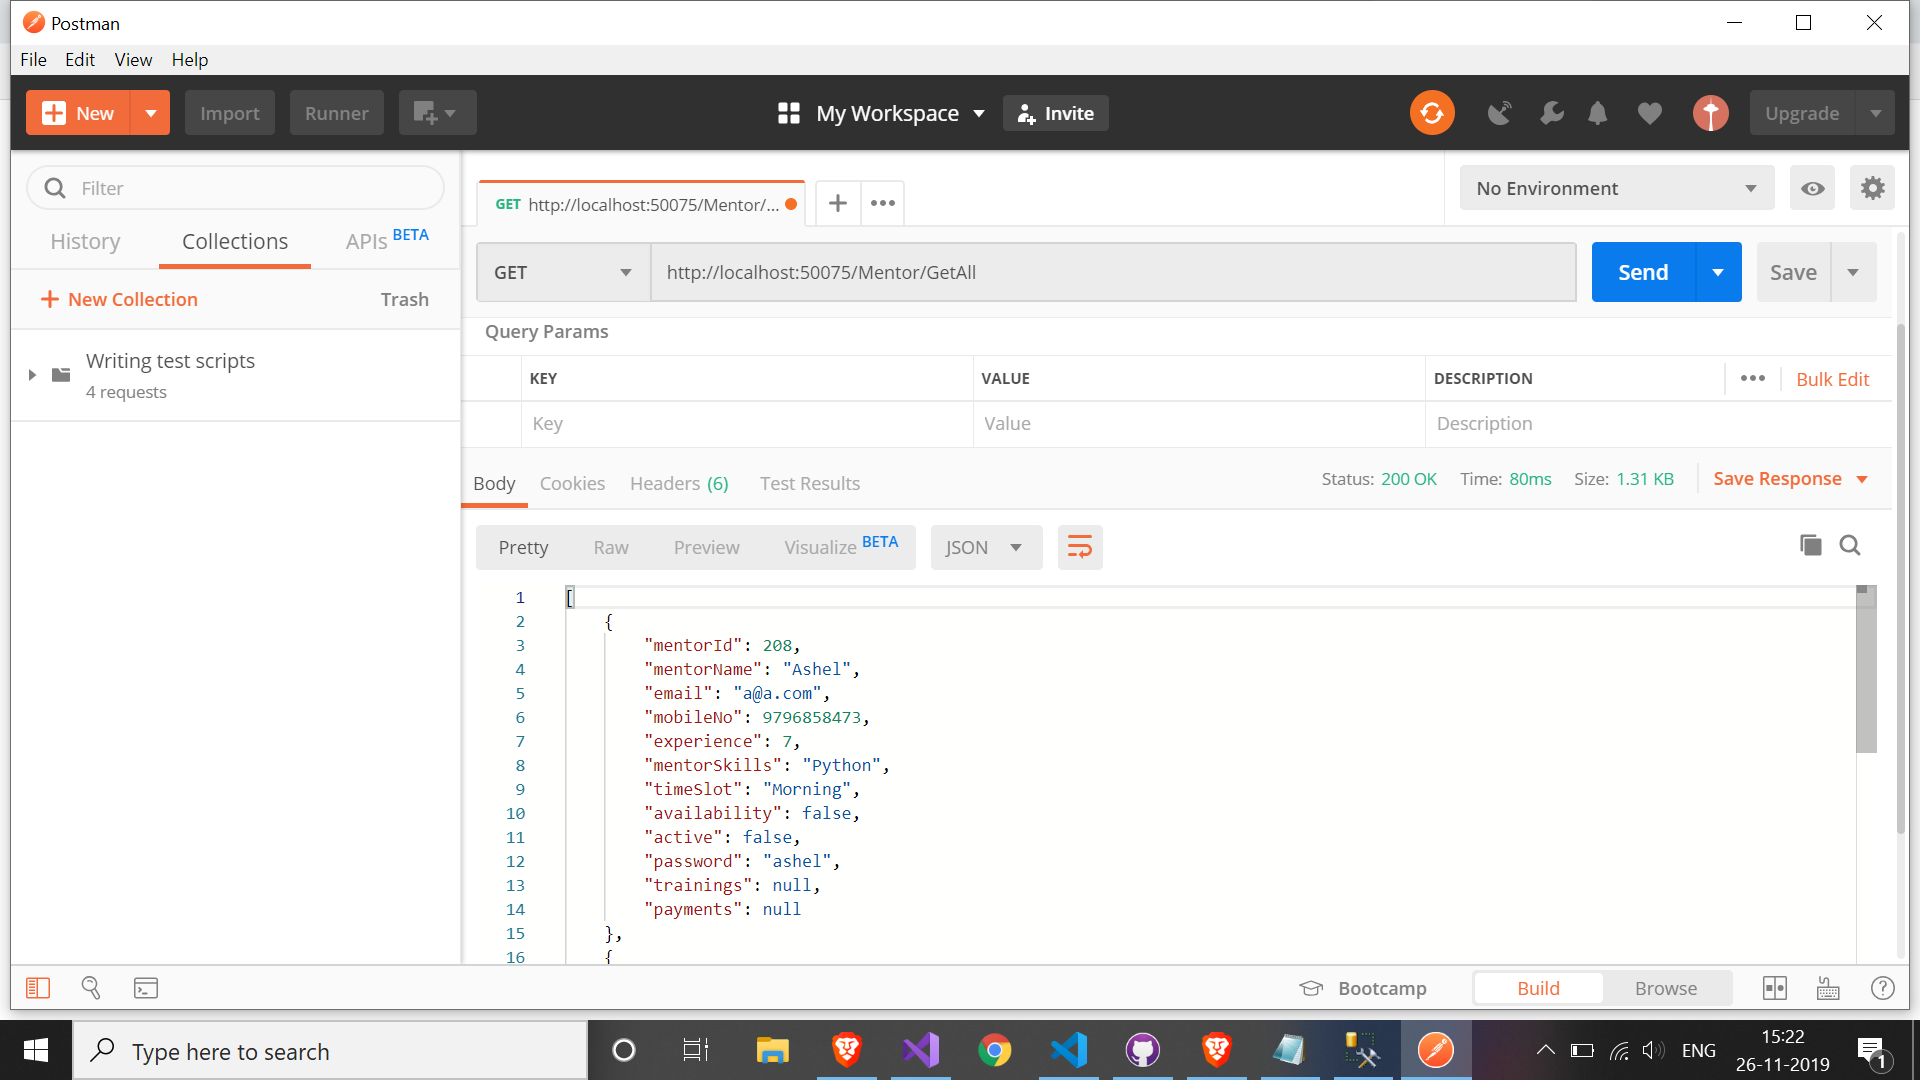 Postman
File Edit View Help
New Import Runner My Workspace Invite Upgrade
Filter
History Collections APIs BETA
New Collection Trash
Writing test scripts
4 requests
GET http://localhost:50075/Mentor/...
No Environment
GET http://localhost:50075/Mentor/GetAll Send Save
Query Params
KEY VALUE DESCRIPTION Bulk Edit
Key Value Description
Body Cookies Headers (6) Test Results Status: 200 OK Time: 80ms Size: 1.31 KB Save Response
Pretty Raw Preview Visualize BETA JSON
1 [
2 {
3 "mentorId": 208,
4 "mentorName": "Ashel",
5 "email": "a@a.com",
6 "mobileNo": 9796858473,
7 "experience": 7,
8 "mentorSkills": "Python",
9 "timeSlot": "Morning",
10 "availability": false,
11 "active": false,
12 "password": "ashel",
13 "trainings": null,
14 "payments": null
15 },
16 {
Bootcamp Build Browse
Type here to search
ENG
15:22
26-11-2019
1